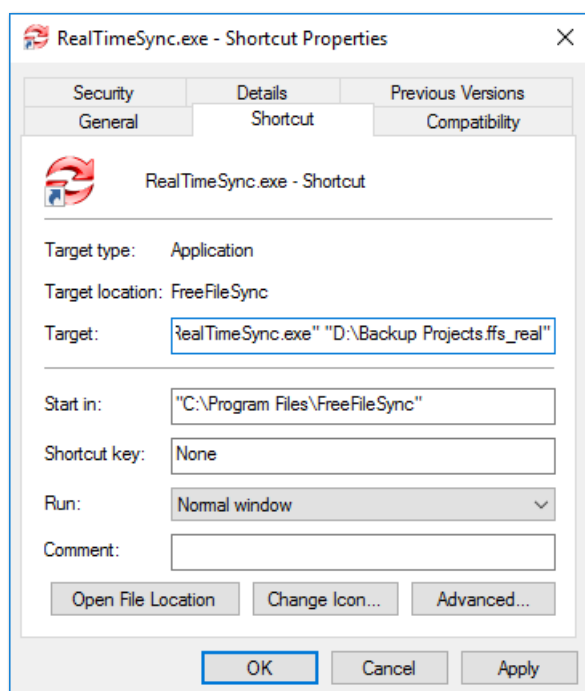 RealTimeSync.exe - Shortcut Properties
Security Details Previous Versions
General Shortcut Compatibility
RealTimeSync.exe - Shortcut
Target type: Application
Target location: FreeFileSync
Target: RealTimeSync.exe" "D:\Backup Projects.ffs_real"
Start in: "C:\Program Files\FreeFileSync"
Shortcut key: None
Run: Normal window
Comment:
Open File Location Change Icon... Advanced...
OK Cancel Apply